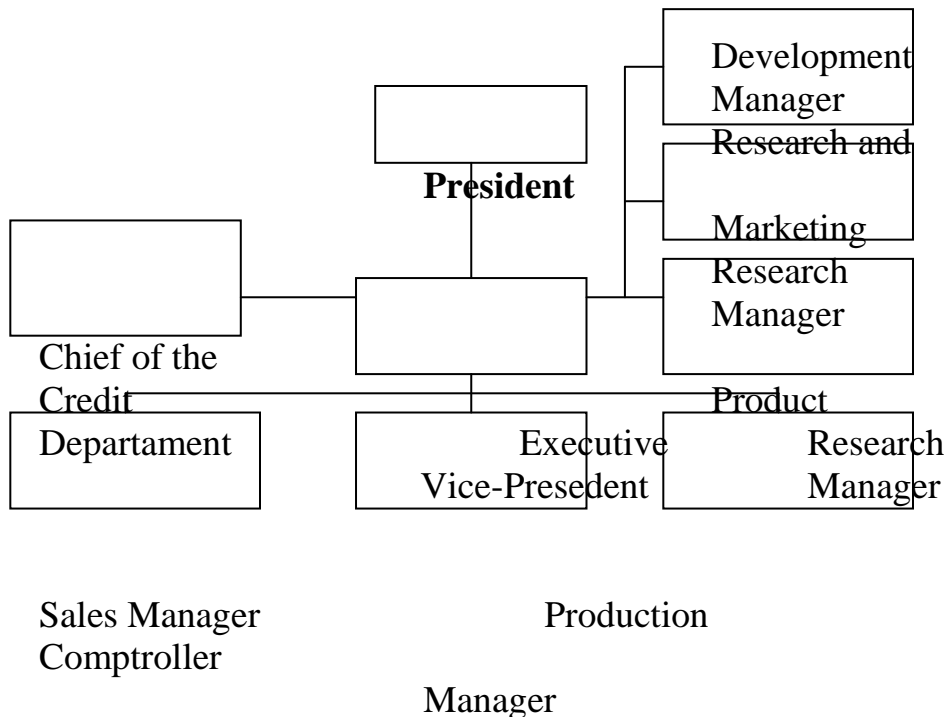 Development
Manager
Research and
President
Marketing
Research
Manager
Chief of the
Credit
Departament
Product
Executive
Vice-Presedent
Research
Manager
Sales Manager
Production
Comptroller
Manager